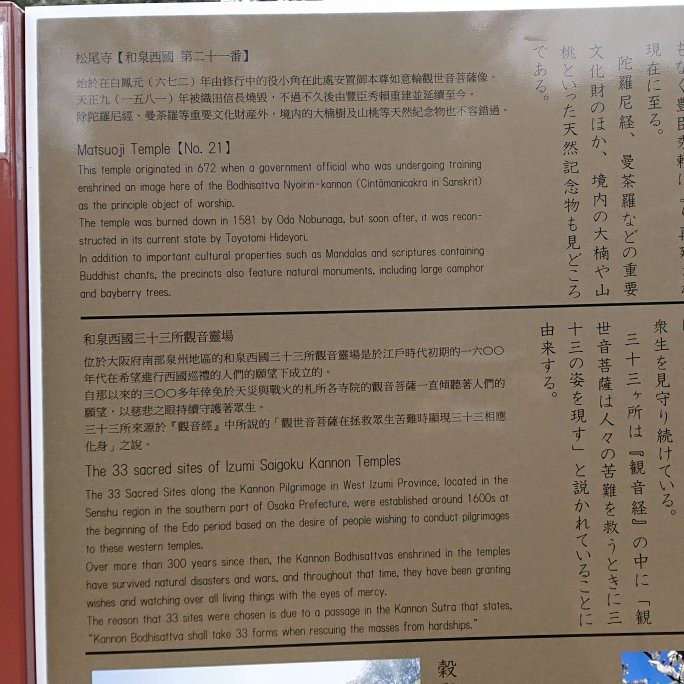 松尾寺【和泉西國 第二十一番】
始於在白鳳元（六七二）年由修行中的役小角在此處安置御本尊如意輪觀世音菩薩像。
天正九（一五八一）年被織田信長燒毀，不過不久後由豐臣秀賴重建並延續至今。
除陀羅尼經、曼荼羅等重要文化財産外，境內的大楠樹及山桃等天然紀念物也不容錯過。
Matsuoji Temple【No. 21】
This temple originated in 672 when a government official who was undergoing training
enshrined an image here of the Bodhisattva Nyoirin-kannon (Cintāmanicakra in Sanskrit)
as the principle object of worship.
The temple was burned down in 1581 by Oda Nobunaga, but soon after, it was recon-
structed in its current state by Toyotomi Hideyori.
In addition to important cultural properties such as Mandalas and scriptures containing
Buddhist chants, the precincts also feature natural monuments, including large camphor
and bayberry trees.
現在に至る。
陀羅尼経、曼荼羅などの重要
文化財のほか、境内の大楠や山
桃といった天然記念物も見どころ
である。
和泉西國三十三所觀音靈場
位於大阪府南部泉州地區的和泉西國三十三所觀音靈場是於江戶時代初期的一六〇〇
年代在希望進行西國巡禮的人們的願望下成立的。
自那以來的三〇〇多年倖免於天災與戰火的札所各寺院的觀音菩薩一直傾聽著人們的
願望，以慈悲之眼持續守護著眾生。
三十三所來源於『觀音經』中所說的「觀世音菩薩在拯救眾生苦難時顯現三十三相應
化身」之說。
The 33 sacred sites of Izumi Saigoku Kannon Temples
The 33 Sacred Sites along the Kannon Pilgrimage in West Izumi Province, located in the
Senshu region in the southern part of Osaka Prefecture, were established around 1600s at
the beginning of the Edo period based on the desire of people wishing to conduct pilgrimages
to these western temples.
Over more than 300 years since then, the Kannon Bodhisattvas enshrined in the temples
have survived natural disasters and wars, and throughout that time, they have been granting
wishes and watching over all living things with the eyes of mercy.
The reason that 33 sites were chosen is due to a passage in the Kannon Sutra that states,
"Kannon Bodhisattva shall take 33 forms when rescuing the masses from hardships."
衆生を見守り続けている。
三十三ヶ所は『観音経』の中に「観
世音菩薩は人々の苦難を救うときに三
十三の姿を現す」と説かれていることに
由来する。
穀